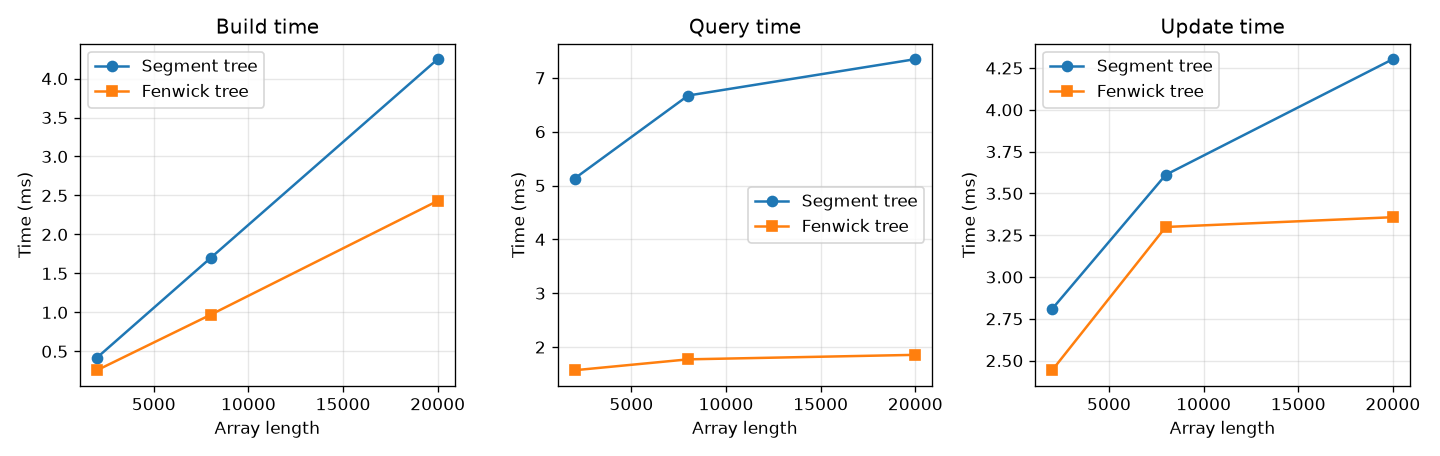 Build time
Segment tree
Fenwick tree
4.0
3.5
3.0
2.5
2.0
1.5
1.0
0.5
Time (ms)
5000 10000 15000 20000
Array length
Query time
7
6
5
4
3
2
Segment tree
Fenwick tree
Time (ms)
5000 10000 15000 20000
Array length
Update time
Segment tree
Fenwick tree
4.25
4.00
3.75
3.50
3.25
3.00
2.75
2.50
Time (ms)
5000 10000 15000 20000
Array length